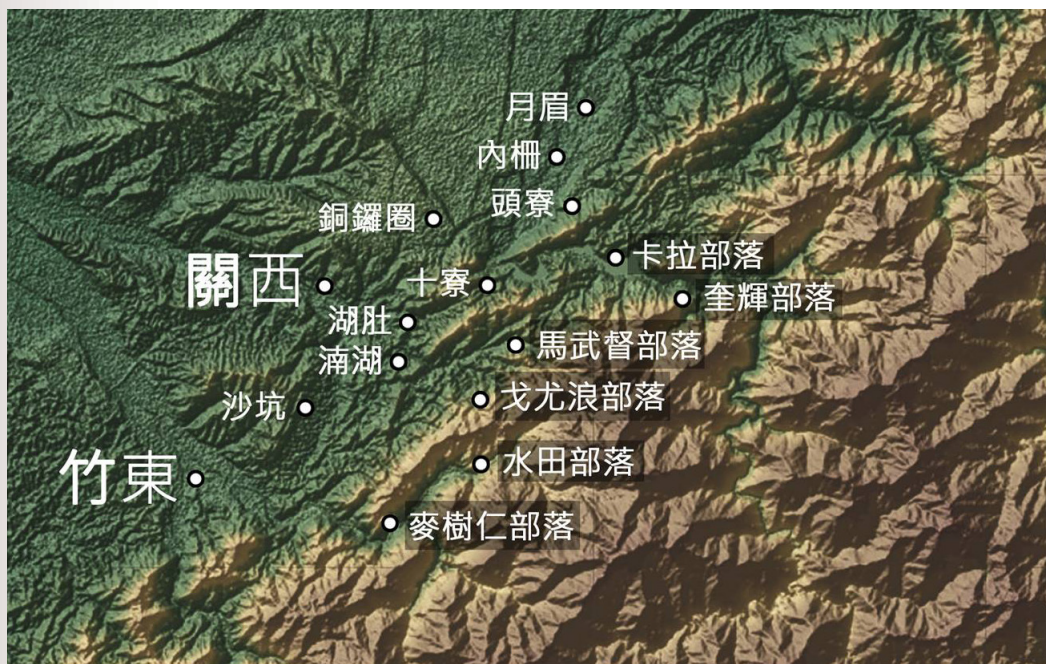 月眉
內柵
頭寮
銅鑼圈
卡拉部落
關西
十寮
奎輝部落
湖肚
馬武督部落
湳湖
戈尤浪部落
沙坑
水田部落
竹東
麥樹仁部落